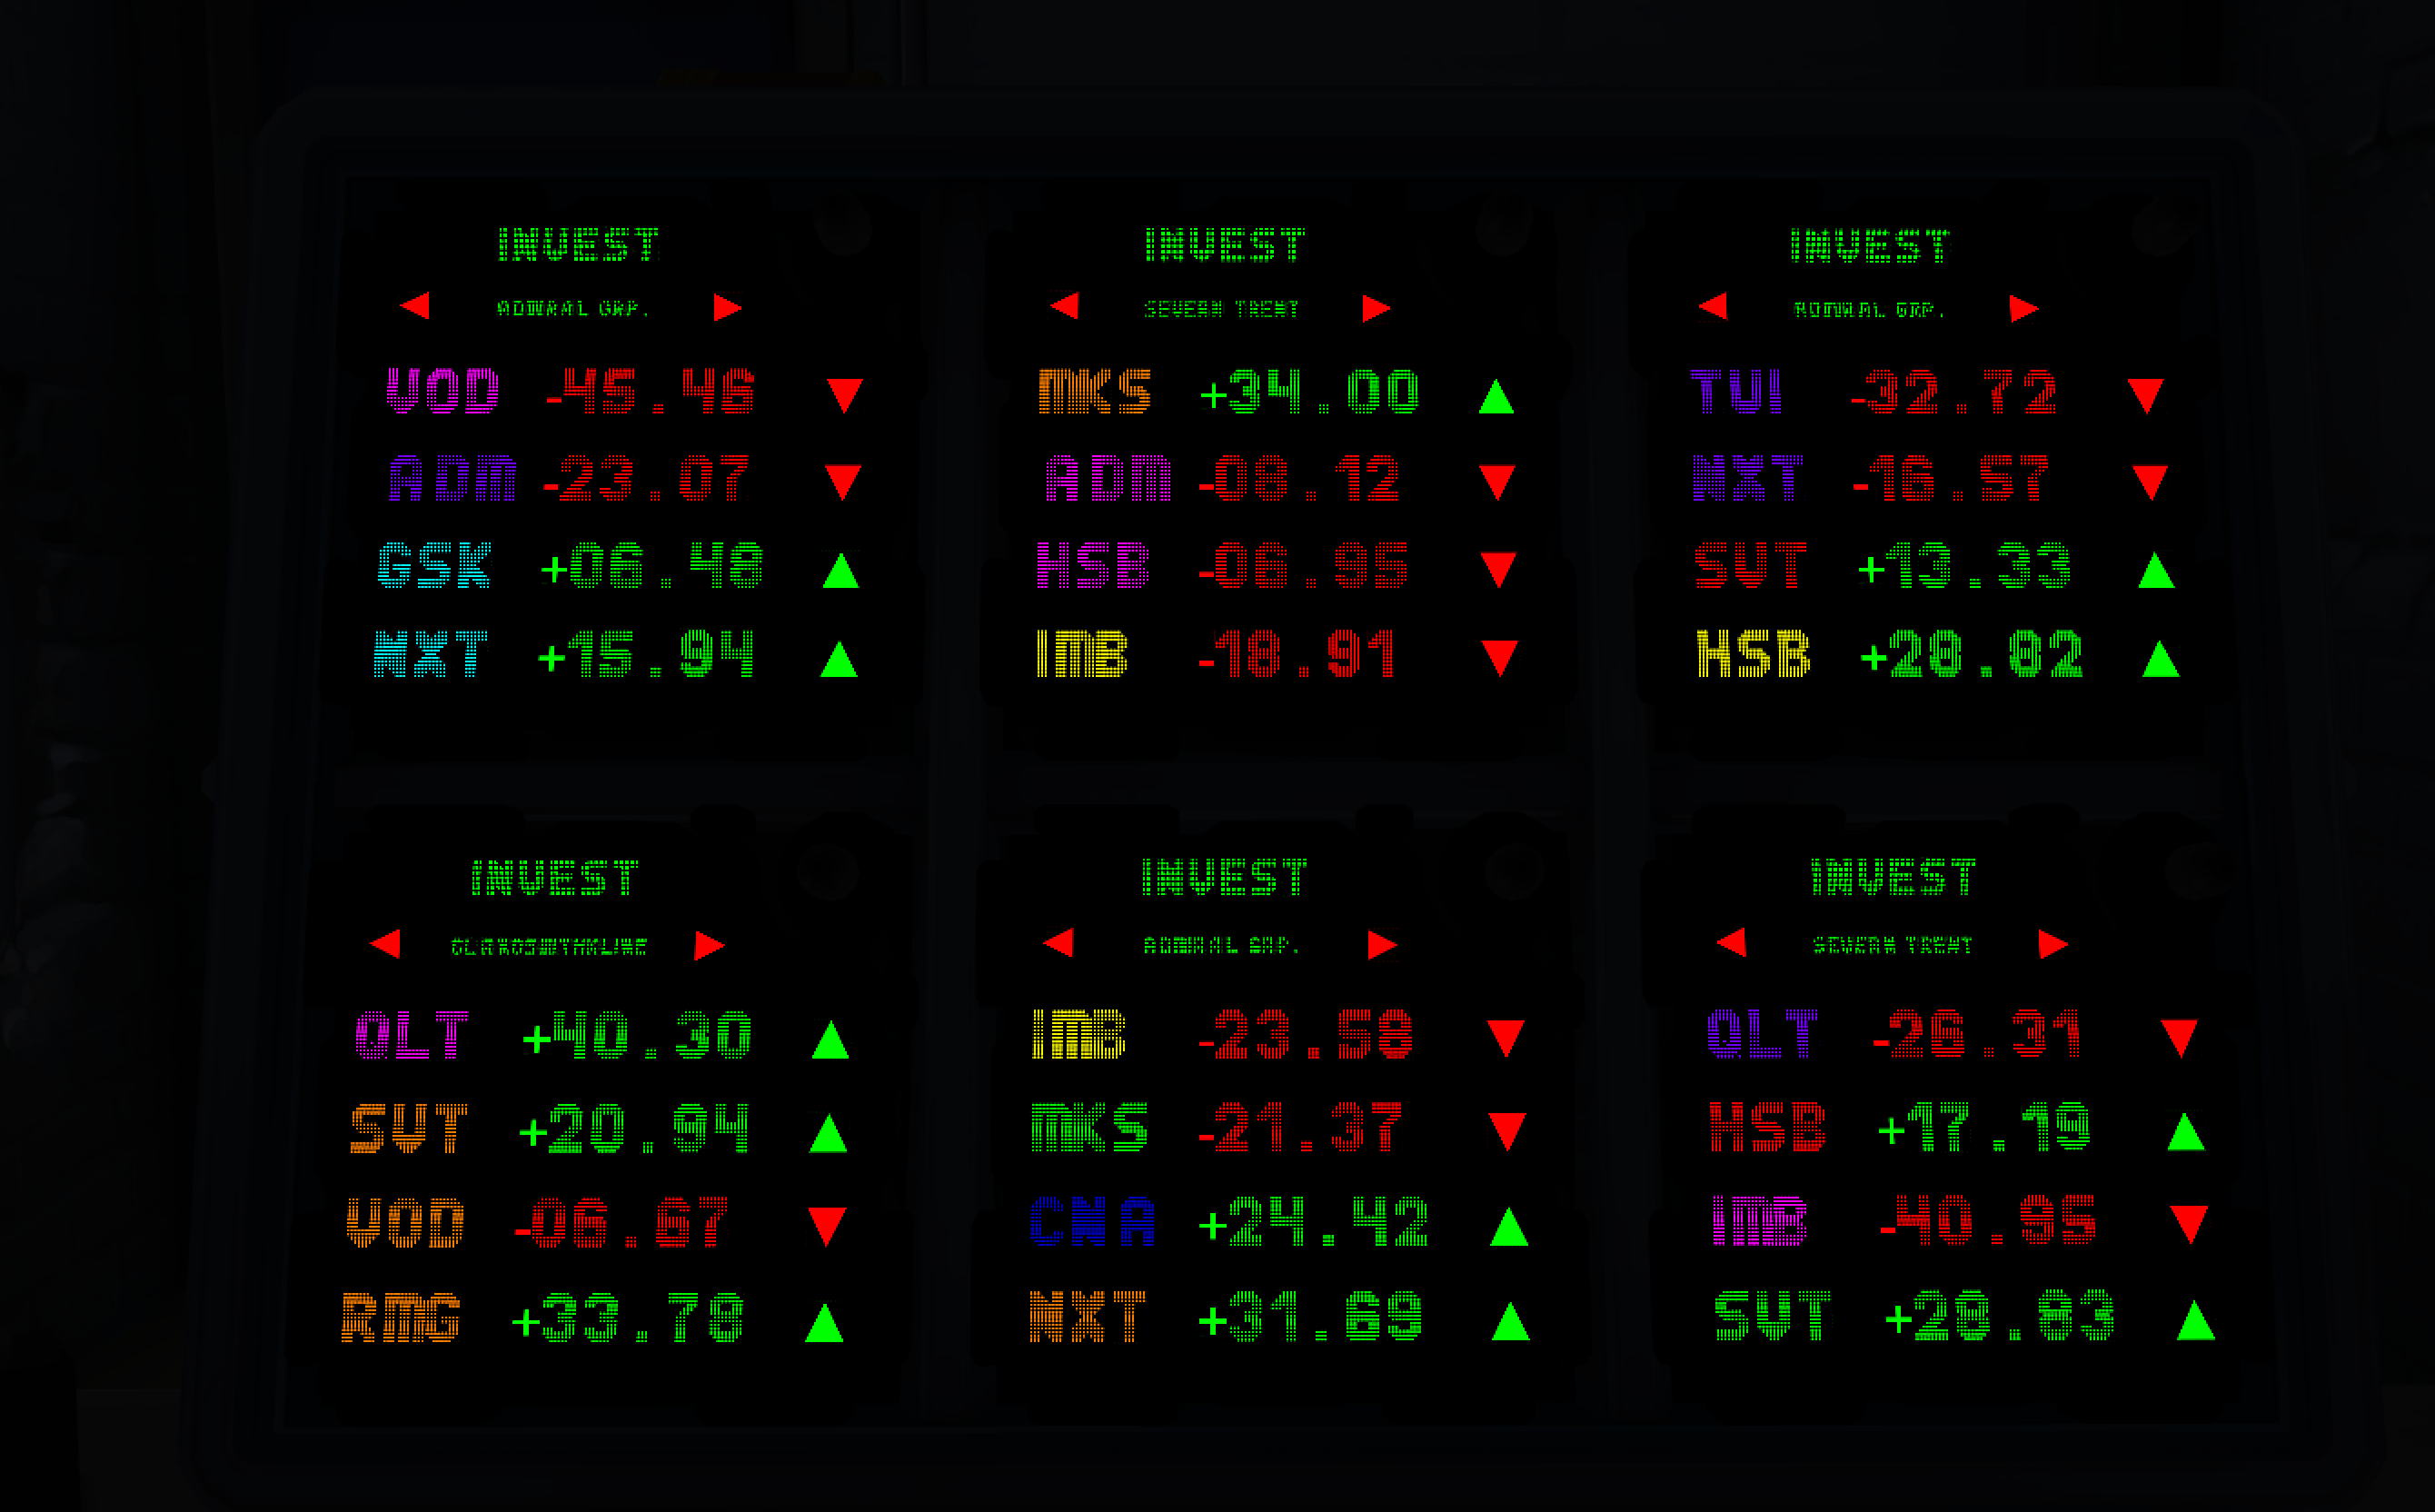 INVEST
ADMIRAL GRP.
VOD -45.46
ADM -23.07
GSK +06.48
NXT +15.94
INVEST
SEVERN TRENT
MKS +34.00
ADM -08.12
HSB -06.95
IMB -18.91
INVEST
ADMIRAL GRP.
TUI -32.72
NXT -16.57
SVT +13.33
HSB +20.02
INVEST
GLAXOSMITHKLINE
QLT +40.30
SVT +20.94
VOD -06.67
RMG +33.78
INVEST
ADMIRAL GRP.
IMB -23.58
MKS -21.37
CNA +24.42
NXT +31.69
INVEST
SEVERN TRENT
QLT -26.31
HSB +17.19
IMB -40.95
SVT +28.83